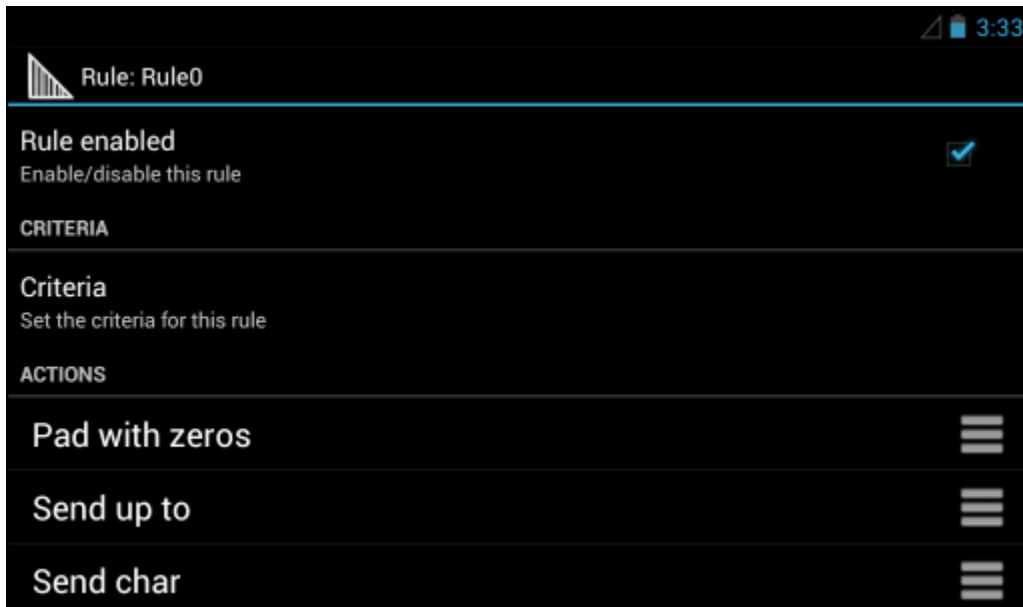 3:33
Rule: Rule0
Rule enabled
Enable/disable this rule
CRITERIA
Criteria
Set the criteria for this rule
ACTIONS
Pad with zeros
Send up to
Send char